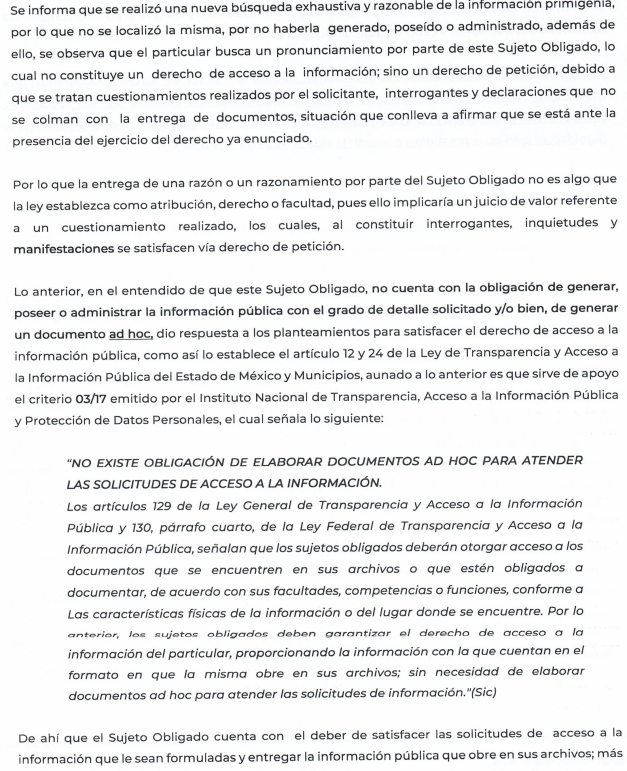 Se informa que se realizó una nueva búsqueda exhaustiva y razonable de la información primigenia,
por lo que no se localizó la misma, por no haberla generado, poseído o administrado, además de
ello, se observa que el particular busca un pronunciamiento por parte de este Sujeto Obligado, lo
cual no constituye un derecho de acceso a la información; sino un derecho de petición, debido a
que se tratan cuestionamientos realizados por el solicitante, interrogantes y declaraciones que no
se colman con la entrega de documentos, situación que conlleva a afirmar que se está ante la
presencia del ejercicio del derecho ya enunciado.
Por lo que la entrega de una razón o un razonamiento por parte del Sujeto Obligado no es algo que
la ley establezca como atribución, derecho o facultad, pues ello implicaría un juicio de valor referente
a un cuestionamiento realizado, los cuales, al constituir interrogantes, inquietudes y
manifestaciones se satisfacen vía derecho de petición.
Lo anterior, en el entendido de que este Sujeto Obligado, no cuenta con la obligación de generar,
poseer o administrar la información pública con el grado de detalle solicitado y/o bien, de generar
un documento ad hoc, dio respuesta a los planteamientos para satisfacer el derecho de acceso a la
información pública, como así lo establece el artículo 12 y 24 de la Ley de Transparencia y Acceso a
la Información Pública del Estado de México y Municipios, aunado a lo anterior es que sirve de apoyo
el criterio 03/17 emitido por el Instituto Nacional de Transparencia, Acceso a la Información Pública
y Protección de Datos Personales, el cual señala lo siguiente:
"NO EXISTE OBLIGACIÓN DE ELABORAR DOCUMENTOS AD HOC PARA ATENDER
LAS SOLICITUDES DE ACCESO A LA INFORMACIÓN.
Los artículos 129 de la Ley General de Transparencia y Acceso a la Información
Pública y 130, párrafo cuarto, de la Ley Federal de Transparencia y Acceso a la
Información Pública, señalan que los sujetos obligados deberán otorgar acceso a los
documentos que se encuentren en sus archivos o que estén obligados a
documentar, de acuerdo con sus facultades, competencias o funciones, conforme a
Las características físicas de la información o del lugar donde se encuentre. Por lo
anterior, los sujetos obligados deben garantizar el derecho de acceso a la
información del particular, proporcionando la información con la que cuentan en el
formato en que la misma obre en sus archivos; sin necesidad de elaborar
documentos ad hoc para atender las solicitudes de información."(Sic)
De ahí que el Sujeto Obligado cuenta con el deber de satisfacer las solicitudes de acceso a la
información que le sean formuladas y entregar la información pública que obre en sus archivos; más